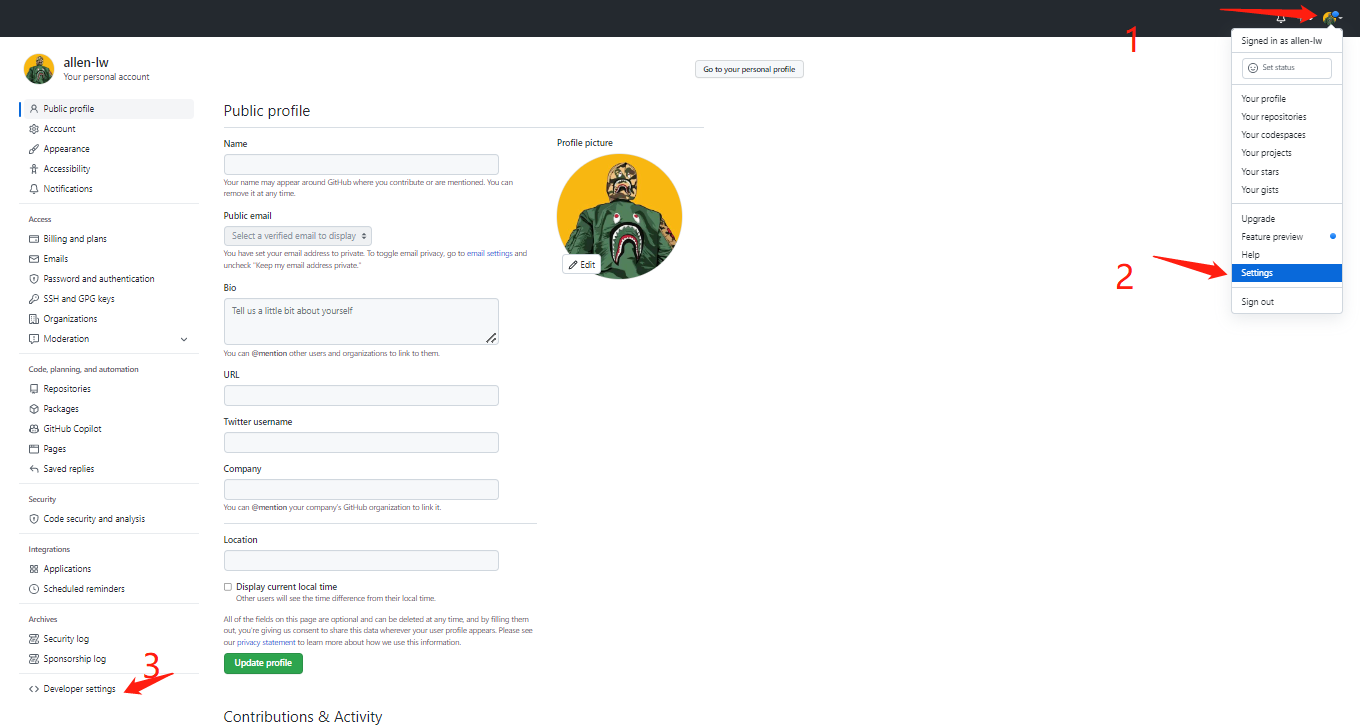 1
Signed in as allen-lw
Set status
Your profile
Your repositories
Your codespaces
Your projects
Your stars
Your gists
Upgrade
Feature preview
Help
2
Settings
Sign out
allen-lw
Your personal account
Go to your personal profile
Public profile
Account
Appearance
Accessibility
Notifications
Access
Billing and plans
Emails
Password and authentication
SSH and GPG keys
Organizations
Moderation
Code, planning, and automation
Repositories
Packages
GitHub Copilot
Pages
Saved replies
Security
Code security and analysis
Integrations
Applications
Scheduled reminders
Archives
Security log
Sponsorship log
3
Developer settings
Public profile
Name
Your name may appear around GitHub where you contribute or are mentioned. You can
remove it at any time.
Profile picture
Edit
Public email
Select a verified email to display
You have set your email address to private. To toggle email privacy, go to email settings and
uncheck "Keep my email address private."
Bio
Tell us a little bit about yourself
You can @mention other users and organizations to link to them.
URL
Twitter username
Company
You can @mention your company's GitHub organization to link it.
Location
Display current local time
Other users will see the time difference from their local time.
All of the fields on this page are optional and can be deleted at any time, and by filling them
out, you're giving us consent to share this data wherever your user profile appears. Please see
our privacy statement to learn more about how we use this information.
Update profile
Contributions & Activity